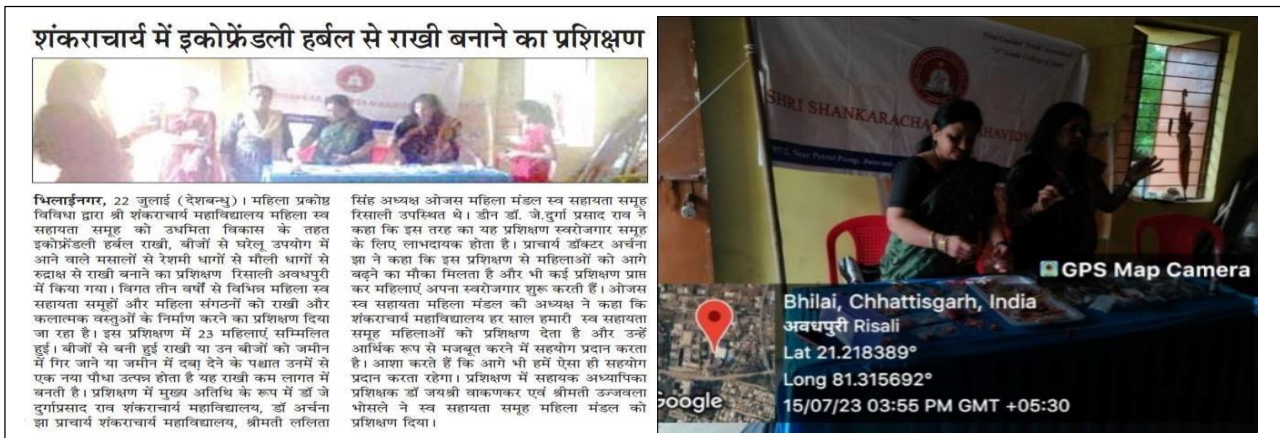 शंकराचार्य में इकोफ्रेंडली हर्बल से राखी बनाने का प्रशिक्षण
भिलाईनगर, 22 जुलाई (देशबन्धु)। महिला प्रकोष्ठ
विविधा द्वारा श्री शंकराचार्य महाविद्यालय महिला स्व
सहायता समूह को उधमिता विकास के तहत
इकोफ्रेंडली हर्बल राखी, बीजों से घरेलू उपयोग में
आने वाले मसालों से रेशमी धागों से मौली धागों से
रुद्राक्ष से राखी बनाने का प्रशिक्षण रिसाली अवधपुरी
में किया गया। विगत तीन वर्षों से विभिन्न महिला स्व
सहायता समूहों और महिला संगठनों को राखी और
कलात्मक वस्तुओं के निर्माण करने का प्रशिक्षण दिया
जा रहा है। इस प्रशिक्षण में 23 महिलाएं सम्मिलित
हुई। बीजों से बनी हुई राखी या उन बीजों को जमीन
में गिर जाने या जमीन में दबा देने के पश्चात उनमें से
एक नया पौधा उत्पन्न होता है यह राखी कम लागत में
बनती है। प्रशिक्षण में मुख्य अतिथि के रूप में डॉ जे
दुर्गाप्रसाद राव शंकराचार्य महाविद्यालय, डॉ अर्चना
झा प्राचार्य शंकराचार्य महाविद्यालय, श्रीमती ललिता
सिंह अध्यक्ष ओजस महिला मंडल स्व सहायता समूह
रिसाली उपस्थित थे। डीन डॉ. जे.दुर्गा प्रसाद राव ने
कहा कि इस तरह का यह प्रशिक्षण स्वरोजगार समूह
के लिए लाभदायक होता है। प्राचार्य डॉक्टर अर्चना
झा ने कहा कि इस प्रशिक्षण से महिलाओं को आगे
बढ़ने का मौका मिलता है और भी कई प्रशिक्षण प्राप्त
कर महिलाएं अपना स्वरोजगार शुरू करती हैं। ओजस
स्व सहायता महिला मंडल की अध्यक्ष ने कहा कि
शंकराचार्य महाविद्यालय हर साल हमारी स्व सहायता
समूह महिलाओं को प्रशिक्षण देता है और उन्हें
आर्थिक रूप से मजबूत करने में सहयोग प्रदान करता
है। आशा करते हैं कि आगे भी हमें ऐसा ही सहयोग
प्रदान करता रहेगा। प्रशिक्षण में सहायक अध्यापिका
प्रशिक्षक डॉ जयश्री वाकणकर एवं श्रीमती उज्जवला
भोसले ने स्व सहायता समूह महिला मंडल को
प्रशिक्षण दिया।
SHRI SHANKARACHA
GPS Map Camera
Bhilai, Chhattisgarh, India
अवधपुरी Risali
Lat 21.218389°
Long 81.315692°
15/07/23 03:55 PM GMT +05:30
Google